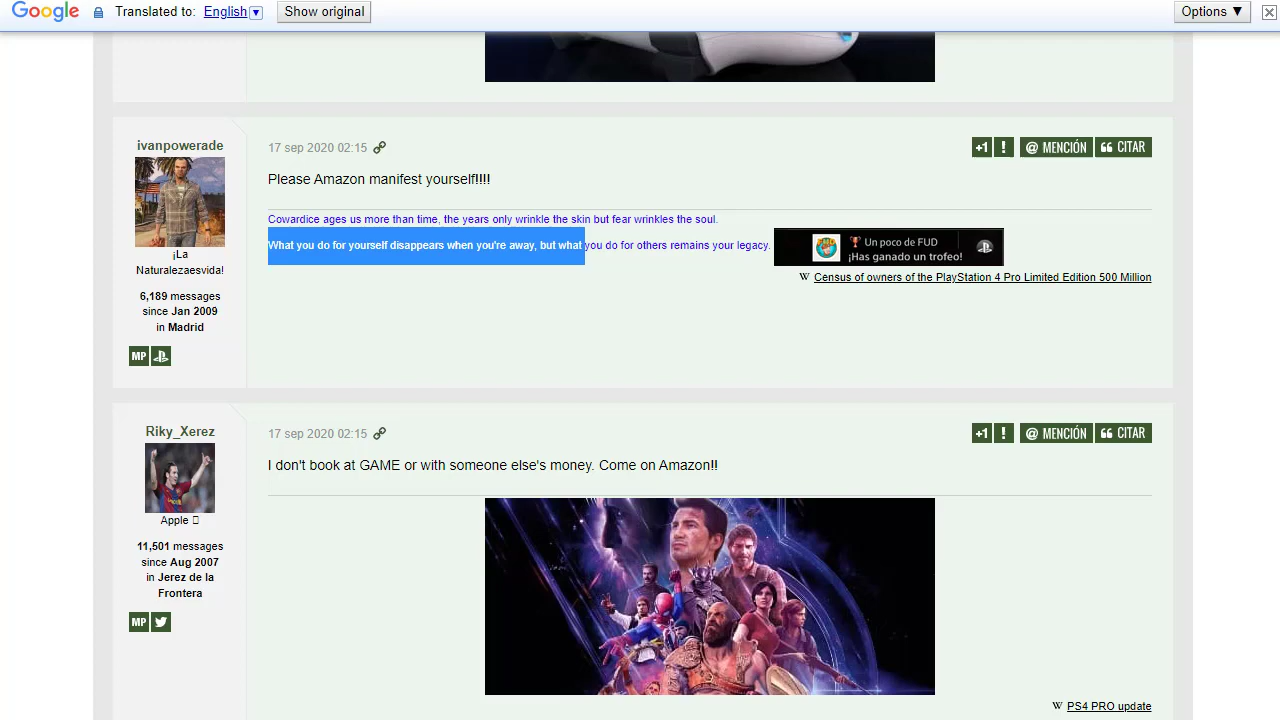 Google Translated to: English ▼ Show original Options ▼
ivanpowerade
¡La
Naturalezaesvida!
6,189 messages
since Jan 2009
in Madrid
MP
17 sep 2020 02:15
+1 ! @ MENCIÓN CITAR
Please Amazon manifest yourself!!!!
Cowardice ages us more than time, the years only wrinkle the skin but fear wrinkles the soul.
What you do for yourself disappears when you're away, but what you do for others remains your legacy.
Un poco de FUD
¡Has ganado un trofeo!
W Census of owners of the PlayStation 4 Pro Limited Edition 500 Million
Riky_Xerez
Apple
11,501 messages
since Aug 2007
in Jerez de la
Frontera
MP
17 sep 2020 02:15
+1 ! @ MENCIÓN CITAR
I don't book at GAME or with someone else's money. Come on Amazon!!
W PS4 PRO update